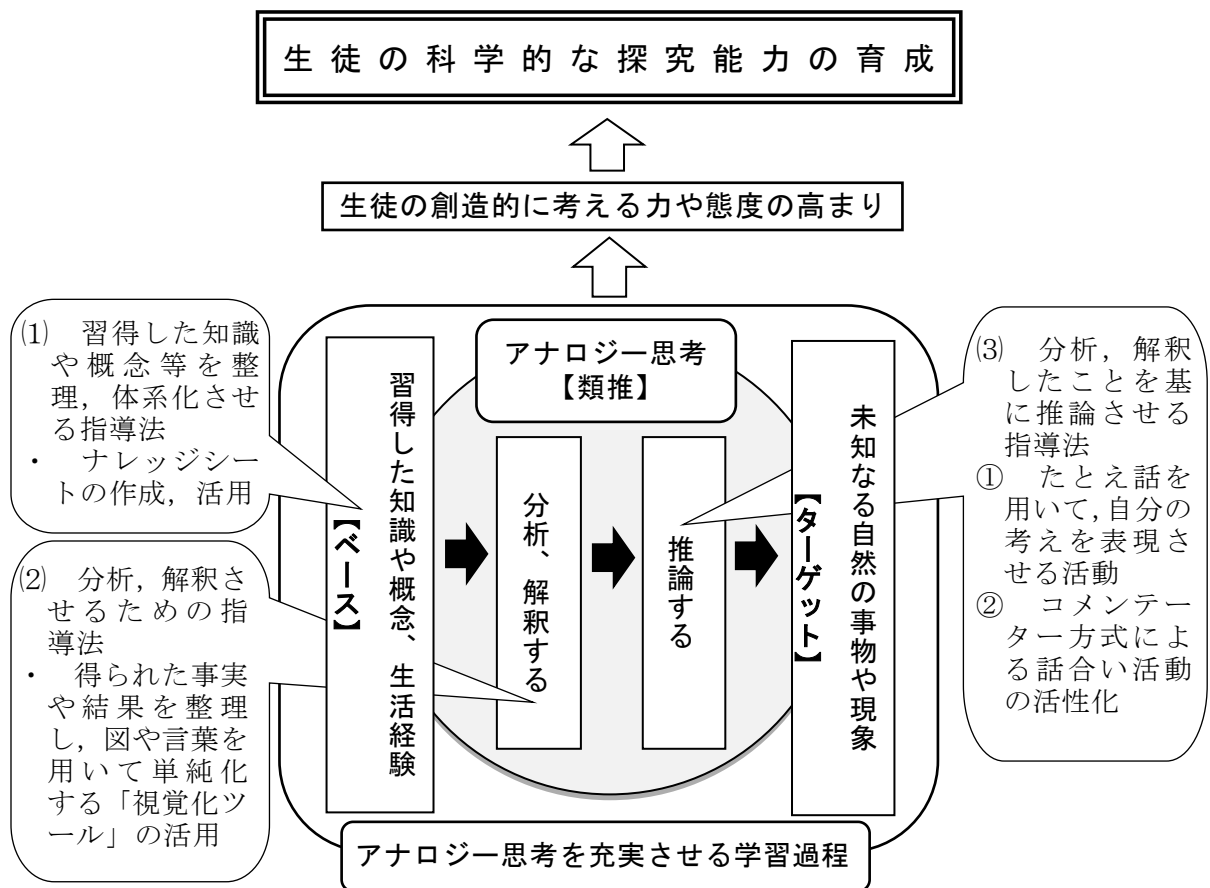 生徒の科学的な探究能力の育成
生徒の創造的に考える力や態度の高まり
⑴　習得した知識
や概念等を整
理，体系化させ
る指導法
・　ナレッジシー
トの作成，活用
⑵　分析，解釈さ
せるための指
導法
・　得られた事実
や結果を整理
し，図や言葉を
用いて単純化
する「視覚化ツ
ール」の活用
アナロジー思考
【類推】
習得した知識や概念、生活経験
【ベース】
分析、解釈する
推論する
未知なる自然の事物や現象
【ターゲット】
⑶　分析，解釈
したことを基
に推論させる
指導法
①　たとえ話を
用いて，自分の
考えを表現さ
せる活動
②　コメンテー
ター方式によ
る話合い活動
の活性化
アナロジー思考を充実させる学習過程